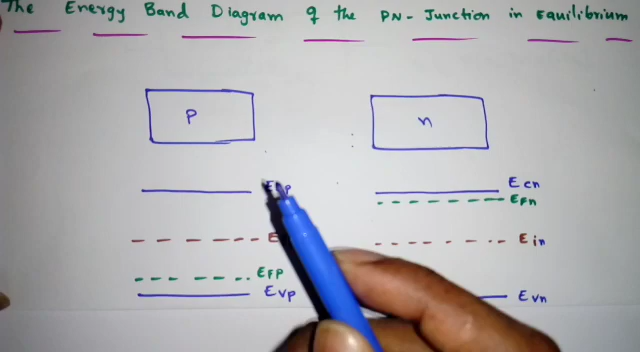 The Energy Band Diagram of the PN-Junction in Equilibrium
P n
Ecn
EFn
Ein
EFP
Evp Evn